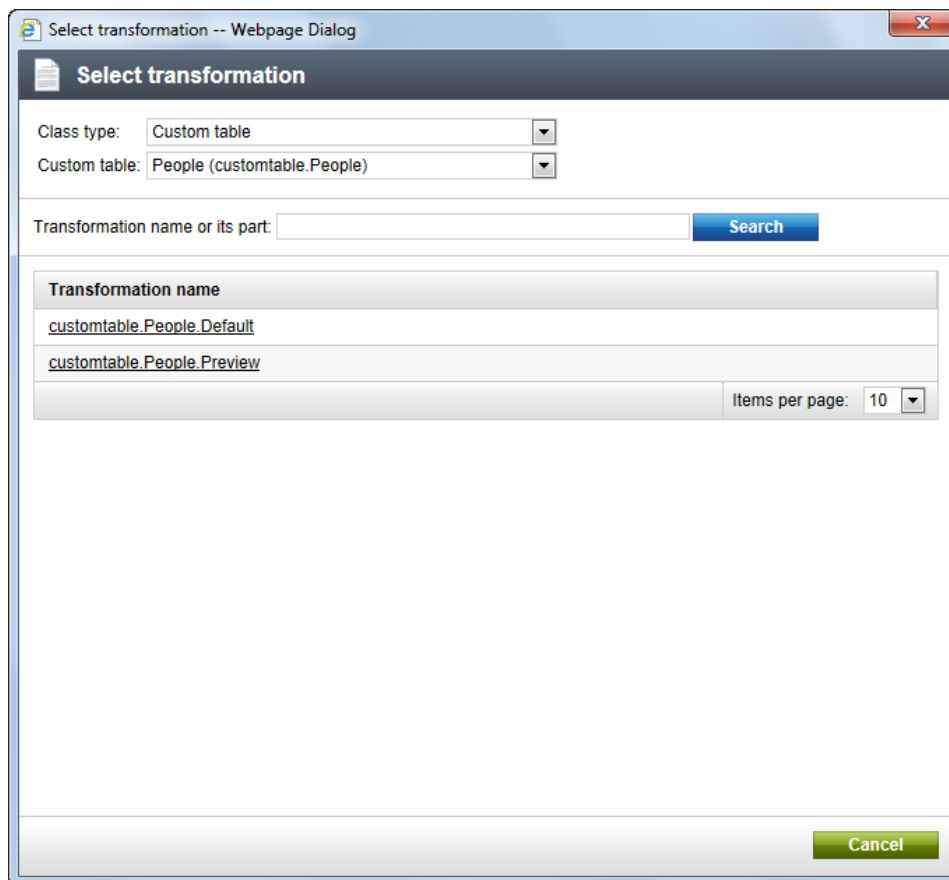 Select transformation -- Webpage Dialog
X
Select transformation
Class type: Custom table
Custom table: People (customtable.People)
Transformation name or its part: Search
Transformation name
customtable.People.Default
customtable.People.Preview
Items per page: 10
Cancel